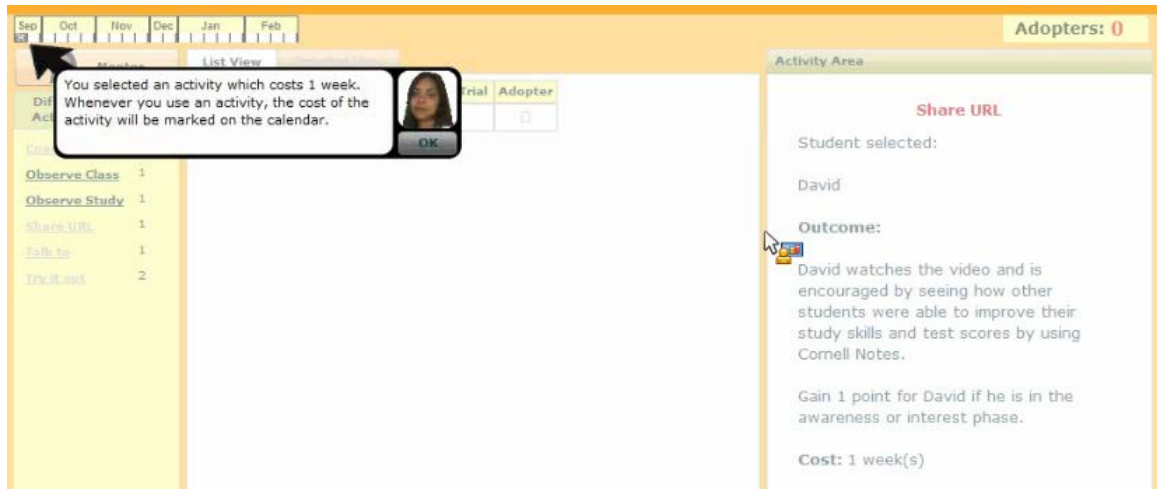 Sep Oct Nov Dec Jan Feb
Adopters: 0
List View
Activity Area
You selected an activity which costs 1 week.
Whenever you use an activity, the cost of the
activity will be marked on the calendar.
OK
Trial Adopter
Observe Class 1
Observe Study 1
Share URL 1
Talk to 1
Try it out 2
Share URL
Student selected:
David
Outcome:
David watches the video and is
encouraged by seeing how other
students were able to improve their
study skills and test scores by using
Cornell Notes.
Gain 1 point for David if he is in the
awareness or interest phase.
Cost: 1 week(s)